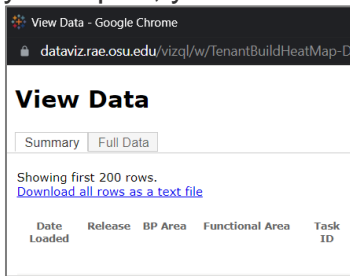 View Data - Google Chrome
dataviz.rae.osu.edu/vizql/w/TenantBuildHeatMap-D
View Data
Summary Full Data
Showing first 200 rows.
Download all rows as a text file
Date Loaded Release BP Area Functional Area Task ID